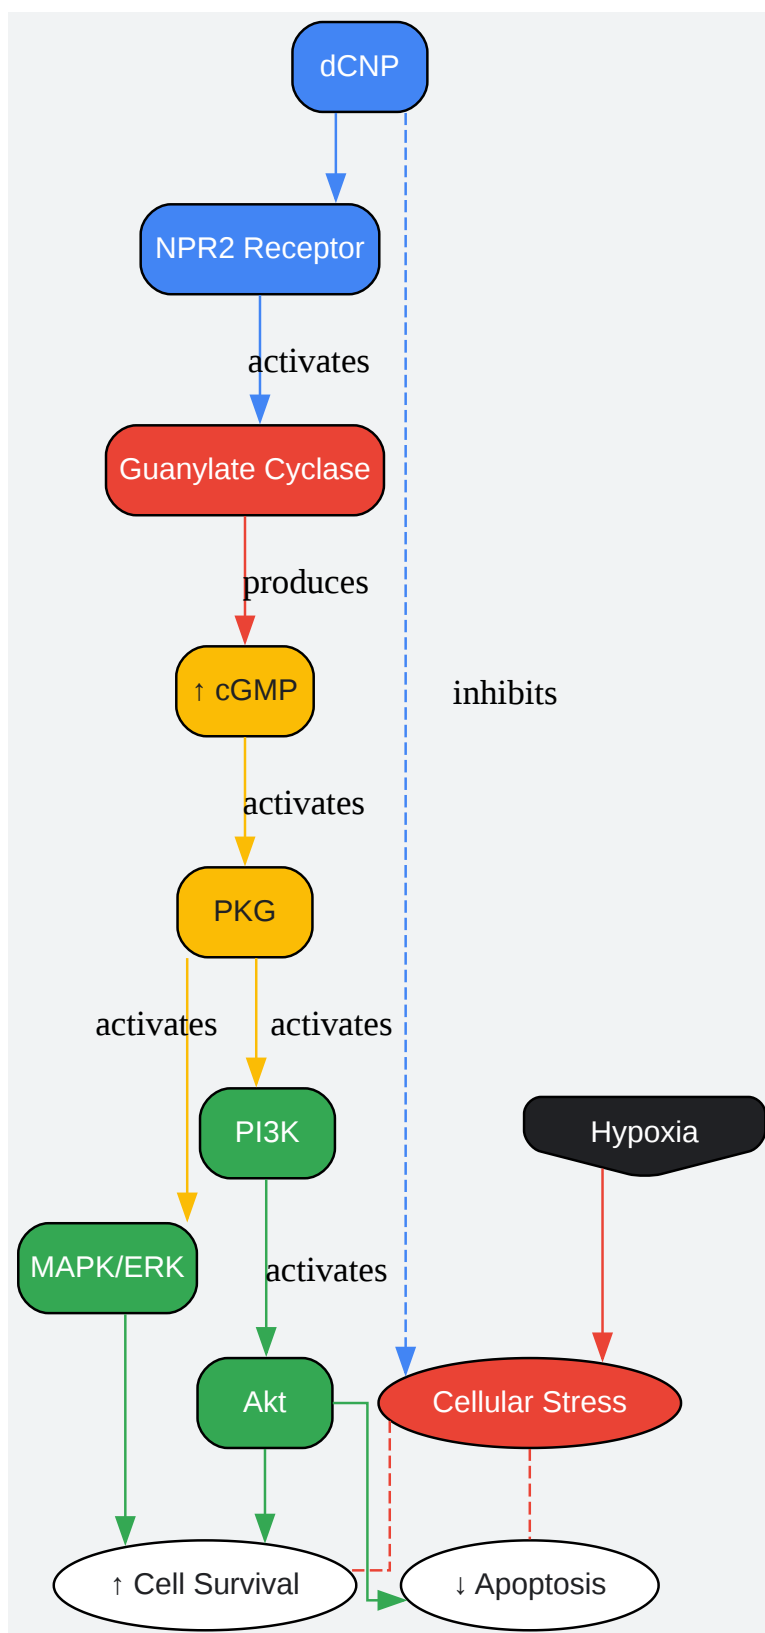 dCNP
NPR2 Receptor
activates
Guanylate Cyclase
produces
↑ cGMP
inhibits
activates
PKG
activates
activates
PI3K
Hypoxia
MAPK/ERK
activates
Akt
Cellular Stress
↑ Cell Survival
↓ Apoptosis